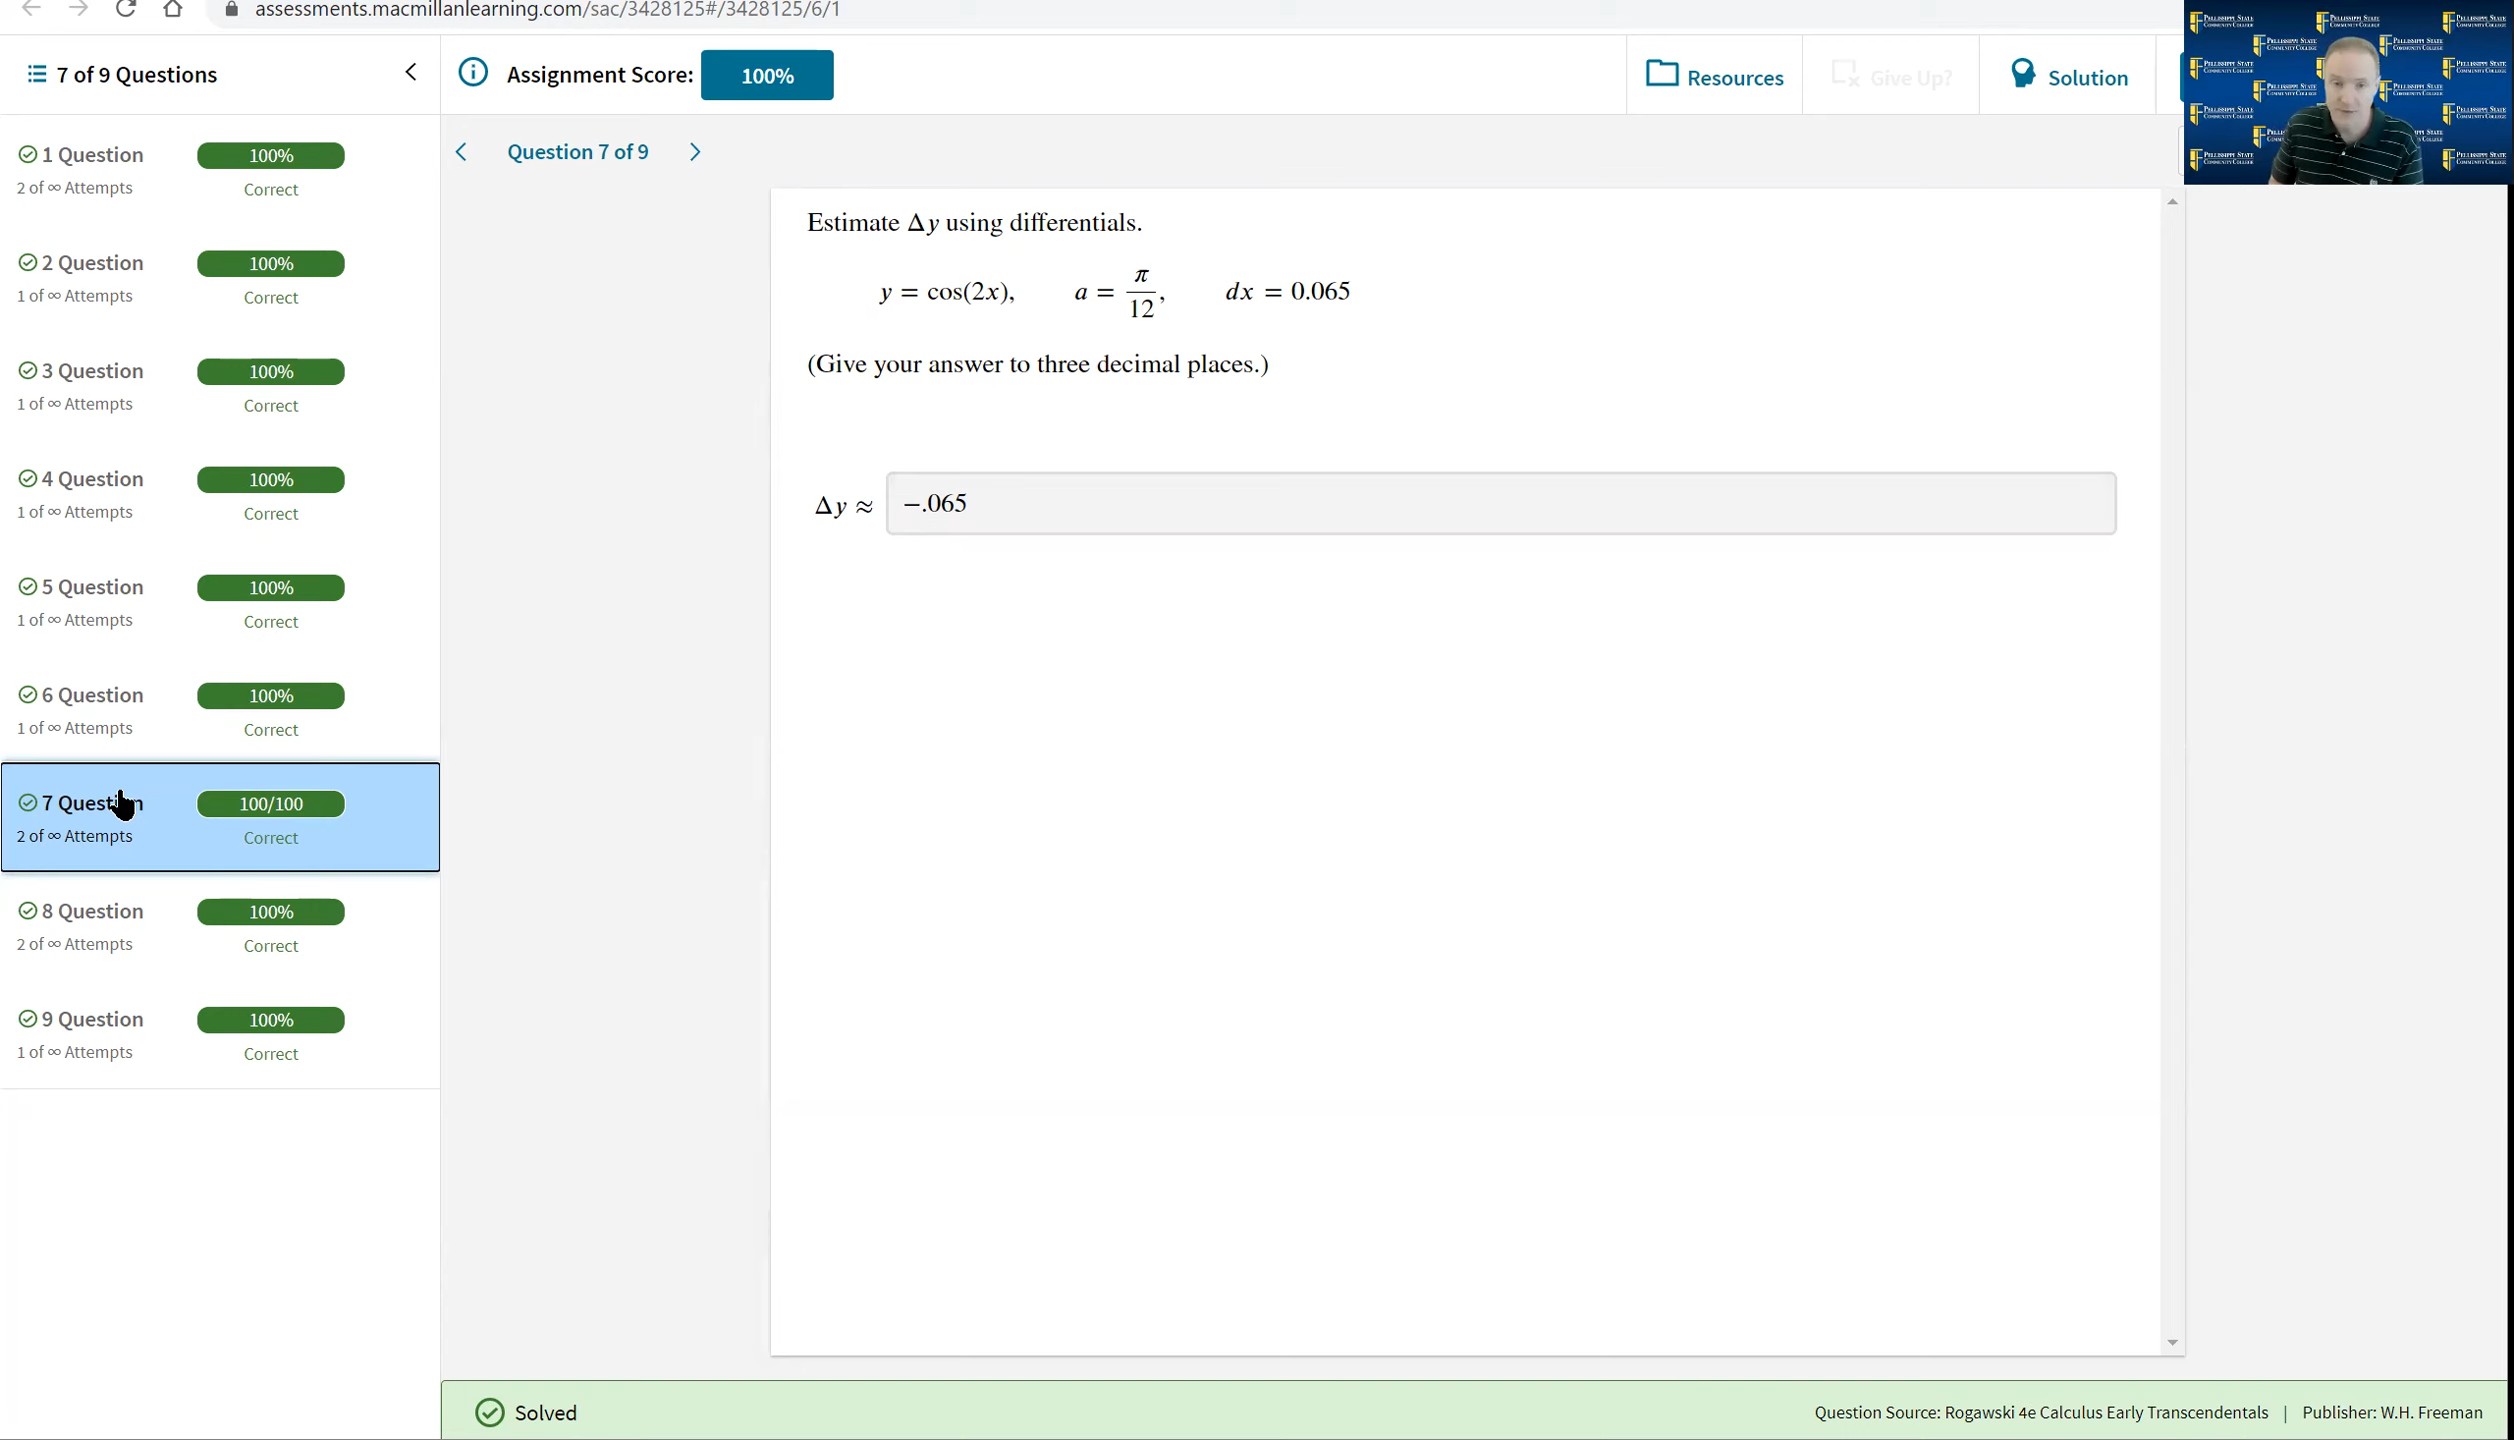 assessments.macmillanlearning.com/sac/3428125#/3428125/6/1
7 of 9 Questions
Assignment Score: 100%
Resources
Give Up?
Solution
Question 7 of 9
1 Question 100%
2 of ∞ Attempts Correct
2 Question 100%
1 of ∞ Attempts Correct
3 Question 100%
1 of ∞ Attempts Correct
4 Question 100%
1 of ∞ Attempts Correct
5 Question 100%
1 of ∞ Attempts Correct
6 Question 100%
1 of ∞ Attempts Correct
7 Question 100/100
2 of ∞ Attempts Correct
8 Question 100%
2 of ∞ Attempts Correct
9 Question 100%
1 of ∞ Attempts Correct
Estimate Δy using differentials.
y = cos(2x), a = π/12, dx = 0.065
(Give your answer to three decimal places.)
Δy ≈ −.065
Solved
Question Source: Rogawski 4e Calculus Early Transcendentals | Publisher: W.H. Freeman
PELLISSIPPI STATE
COMMUNITY COLLEGE